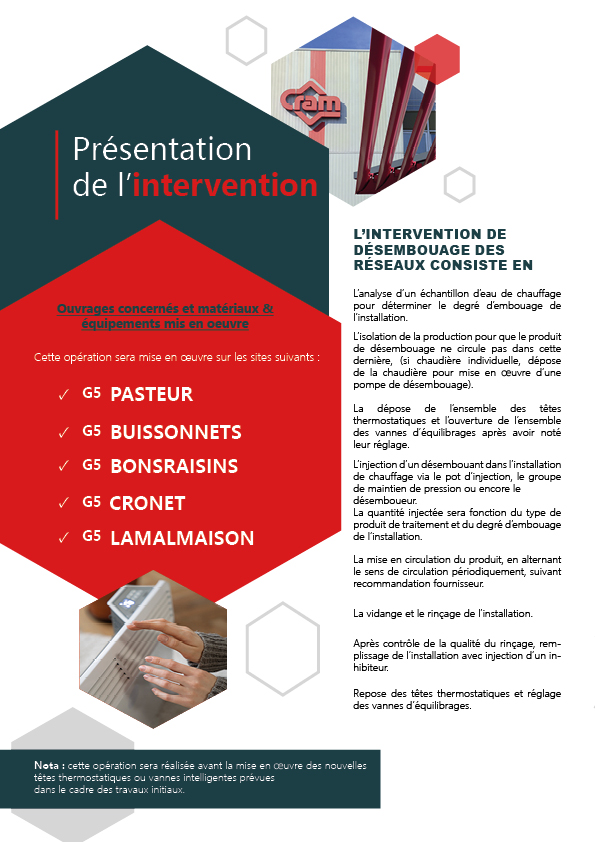 cram
Présentation
de l'intervention
Ouvrages concernés et matériaux &
équipements mis en oeuvre
Cette opération sera mise en œuvre sur les sites suivants :
✓ G5 PASTEUR
✓ G5 BUISSONNETS
✓ G5 BONSRAISINS
✓ G5 CRONET
✓ G5 LAMALMAISON
L'INTERVENTION DE
DÉSEMBOUAGE DES
RÉSEAUX CONSISTE EN
L'analyse d'un échantillon d'eau de chauffage
pour déterminer le degré d'embouage de
l'installation.
L'isolation de la production pour que le produit
de désembouage ne circule pas dans cette
dernière, (si chaudière individuelle, dépose
de la chaudière pour mise en œuvre d'une
pompe de désembouage).
La dépose de l'ensemble des têtes
thermostatiques et l'ouverture de l'ensemble
des vannes d'équilibrages après avoir noté
leur réglage.
L'injection d'un désembouant dans l'installation
de chauffage via le pot d'injection, le groupe
de maintien de pression ou encore le
désemboueur.
La quantité injectée sera fonction du type de
produit de traitement et du degré d'embouage
de l'installation.
La mise en circulation du produit, en alternant
le sens de circulation périodiquement, suivant
recommandation fournisseur.
La vidange et le rinçage de l'installation.
Après contrôle de la qualité du rinçage, rem-
plissage de l'installation avec injection d'un in-
hibiteur.
Repose des têtes thermostatiques et réglage
des vannes d'équilibrages.
Nota : cette opération sera réalisée avant la mise en œuvre des nouvelles
têtes thermostatiques ou vannes intelligentes prévues
dans le cadre des travaux initiaux.